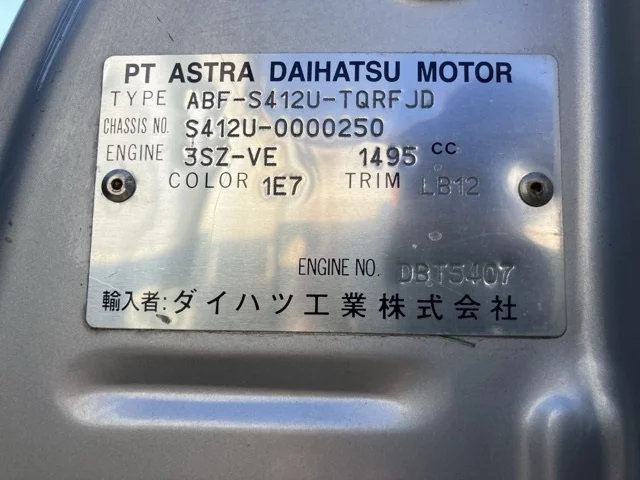 PT ASTRA DAIHATSU MOTOR
TYPE ABF-S412U-TQRFJD
CHASSIS NO. S412U-0000250
ENGINE 3SZ-VE 1495 CC
COLOR 1E7 TRIM LB12
ENGINE NO. DBT5407
輸入者:ダイハツ工業株式会社